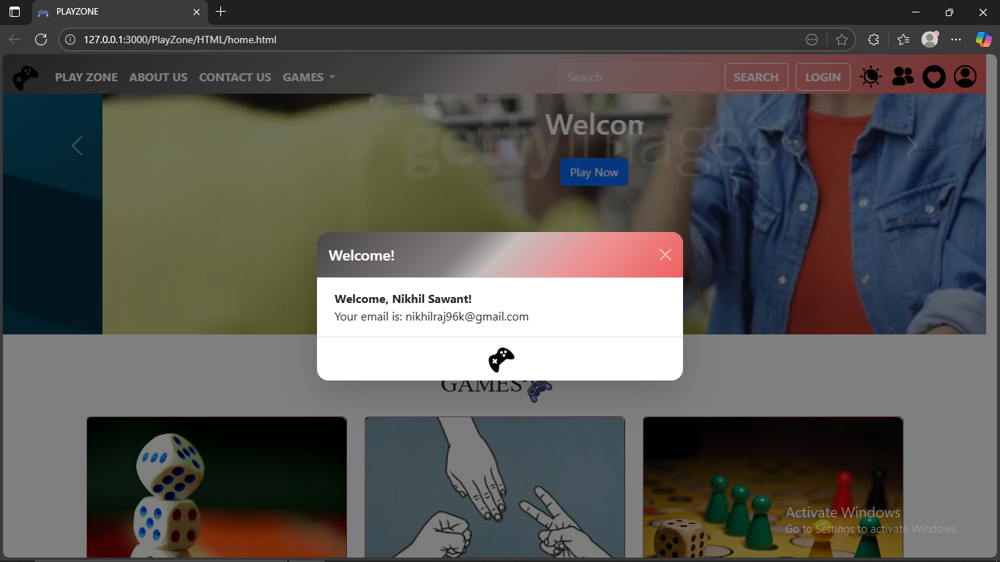 PLAYZONE
127.0.0.1:3000/PlayZone/HTML/home.html
PLAY ZONE ABOUT US CONTACT US GAMES Search SEARCH LOGIN
gettyimages
Welcom
Play Now
Welcome!
Welcome, Nikhil Sawant!
Your email is: nikhilraj96k@gmail.com
GAMES
Activate Windows
Go to Settings to activate Windows.